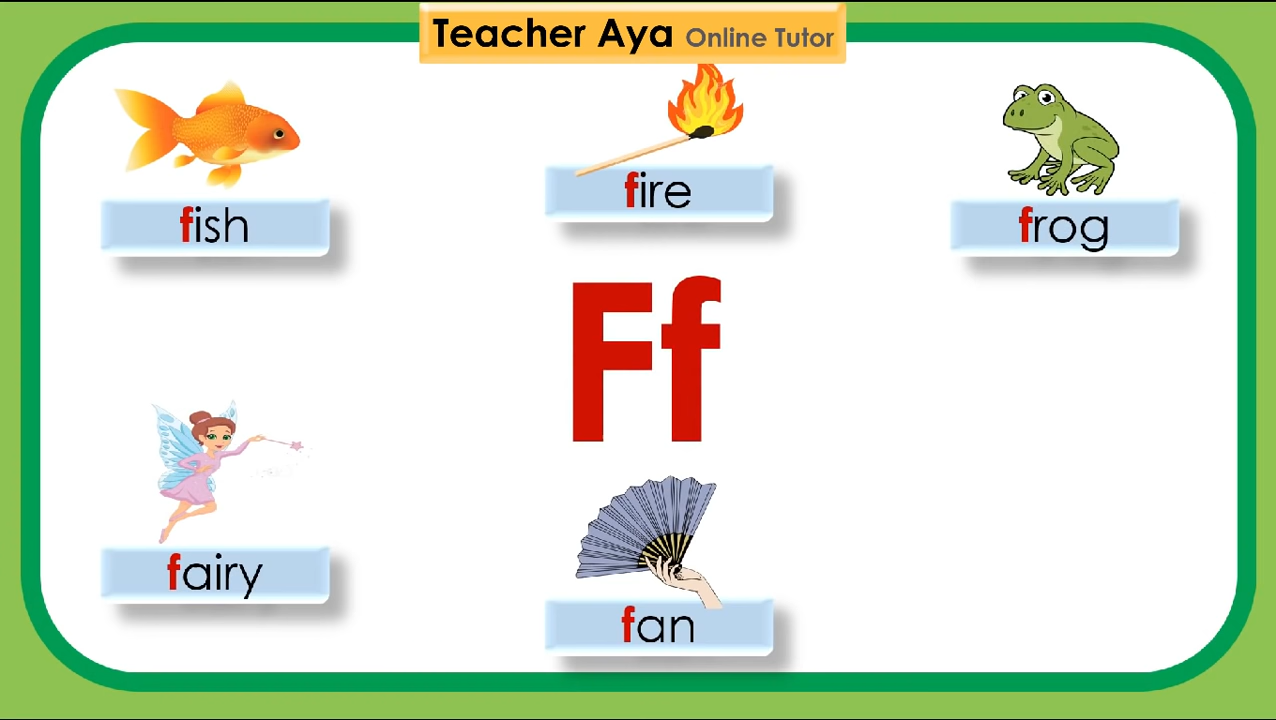 Teacher Aya Online Tutor
fish
fire
frog
Ff
fairy
fan